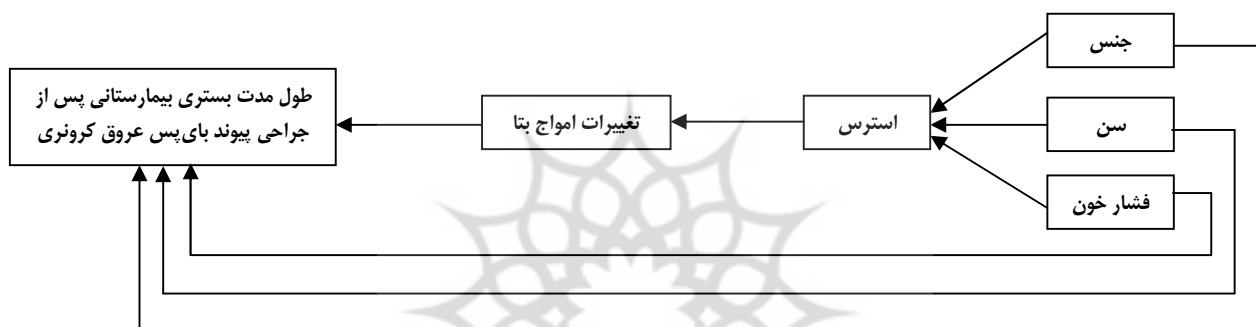 جنس
سن
فشار خون
استرس
تغییرات امواج بتا
طول مدت بستری بیمارستانی پس از
جراحی پیوند بای‌پس عروق کرونری